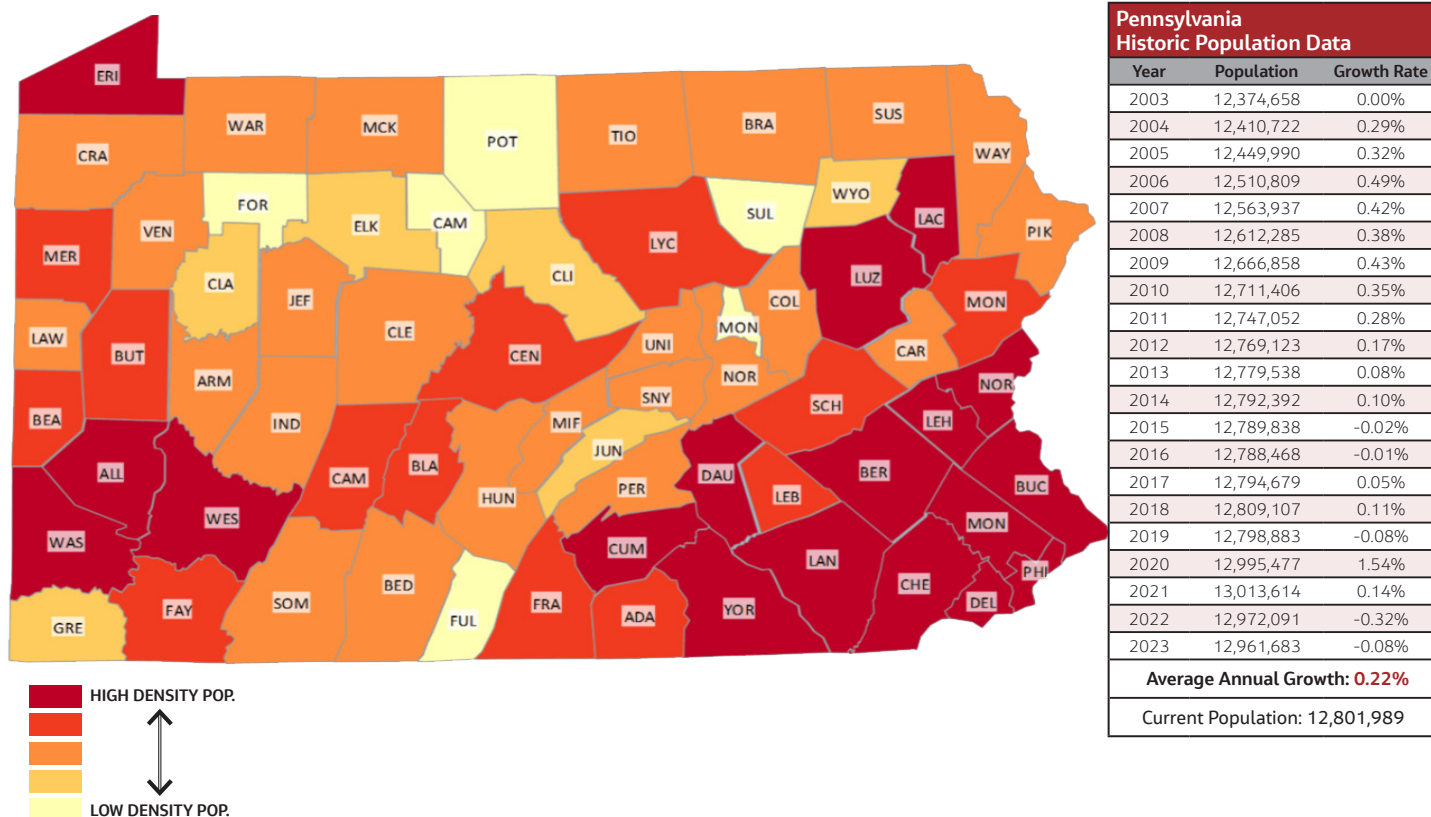 ERI
WAR
MCK
POT
TIO
BRA
SUS
CRA
WAY
FOR
SUL
WYO
LAC
VEN
ELK
CAM
PIK
MER
LYC
CLA
CLI
LUZ
JEF
COL
MON
LAW
CLE
MON
BUT
UNI
CAR
CEN
ARM
NOR
NOR
SNY
BEA
IND
MIF
SCH
LEH
JUN
BLA
CAM
ALL
DAU
BER
HUN
PER
LEB
BUC
WES
MON
WAS
CUM
LAN
PHI
BED
CHE
SOM
FRA
DEL
FAY
YOR
ADA
FUL
GRE
HIGH DENSITY POP.
LOW DENSITY POP.
Pennsylvania
Historic Population Data
Year Population Growth Rate
2003 12,374,658 0.00%
2004 12,410,722 0.29%
2005 12,449,990 0.32%
2006 12,510,809 0.49%
2007 12,563,937 0.42%
2008 12,612,285 0.38%
2009 12,666,858 0.43%
2010 12,711,406 0.35%
2011 12,747,052 0.28%
2012 12,769,123 0.17%
2013 12,779,538 0.08%
2014 12,792,392 0.10%
2015 12,789,838 -0.02%
2016 12,788,468 -0.01%
2017 12,794,679 0.05%
2018 12,809,107 0.11%
2019 12,798,883 -0.08%
2020 12,995,477 1.54%
2021 13,013,614 0.14%
2022 12,972,091 -0.32%
2023 12,961,683 -0.08%
Average Annual Growth: 0.22%
Current Population: 12,801,989